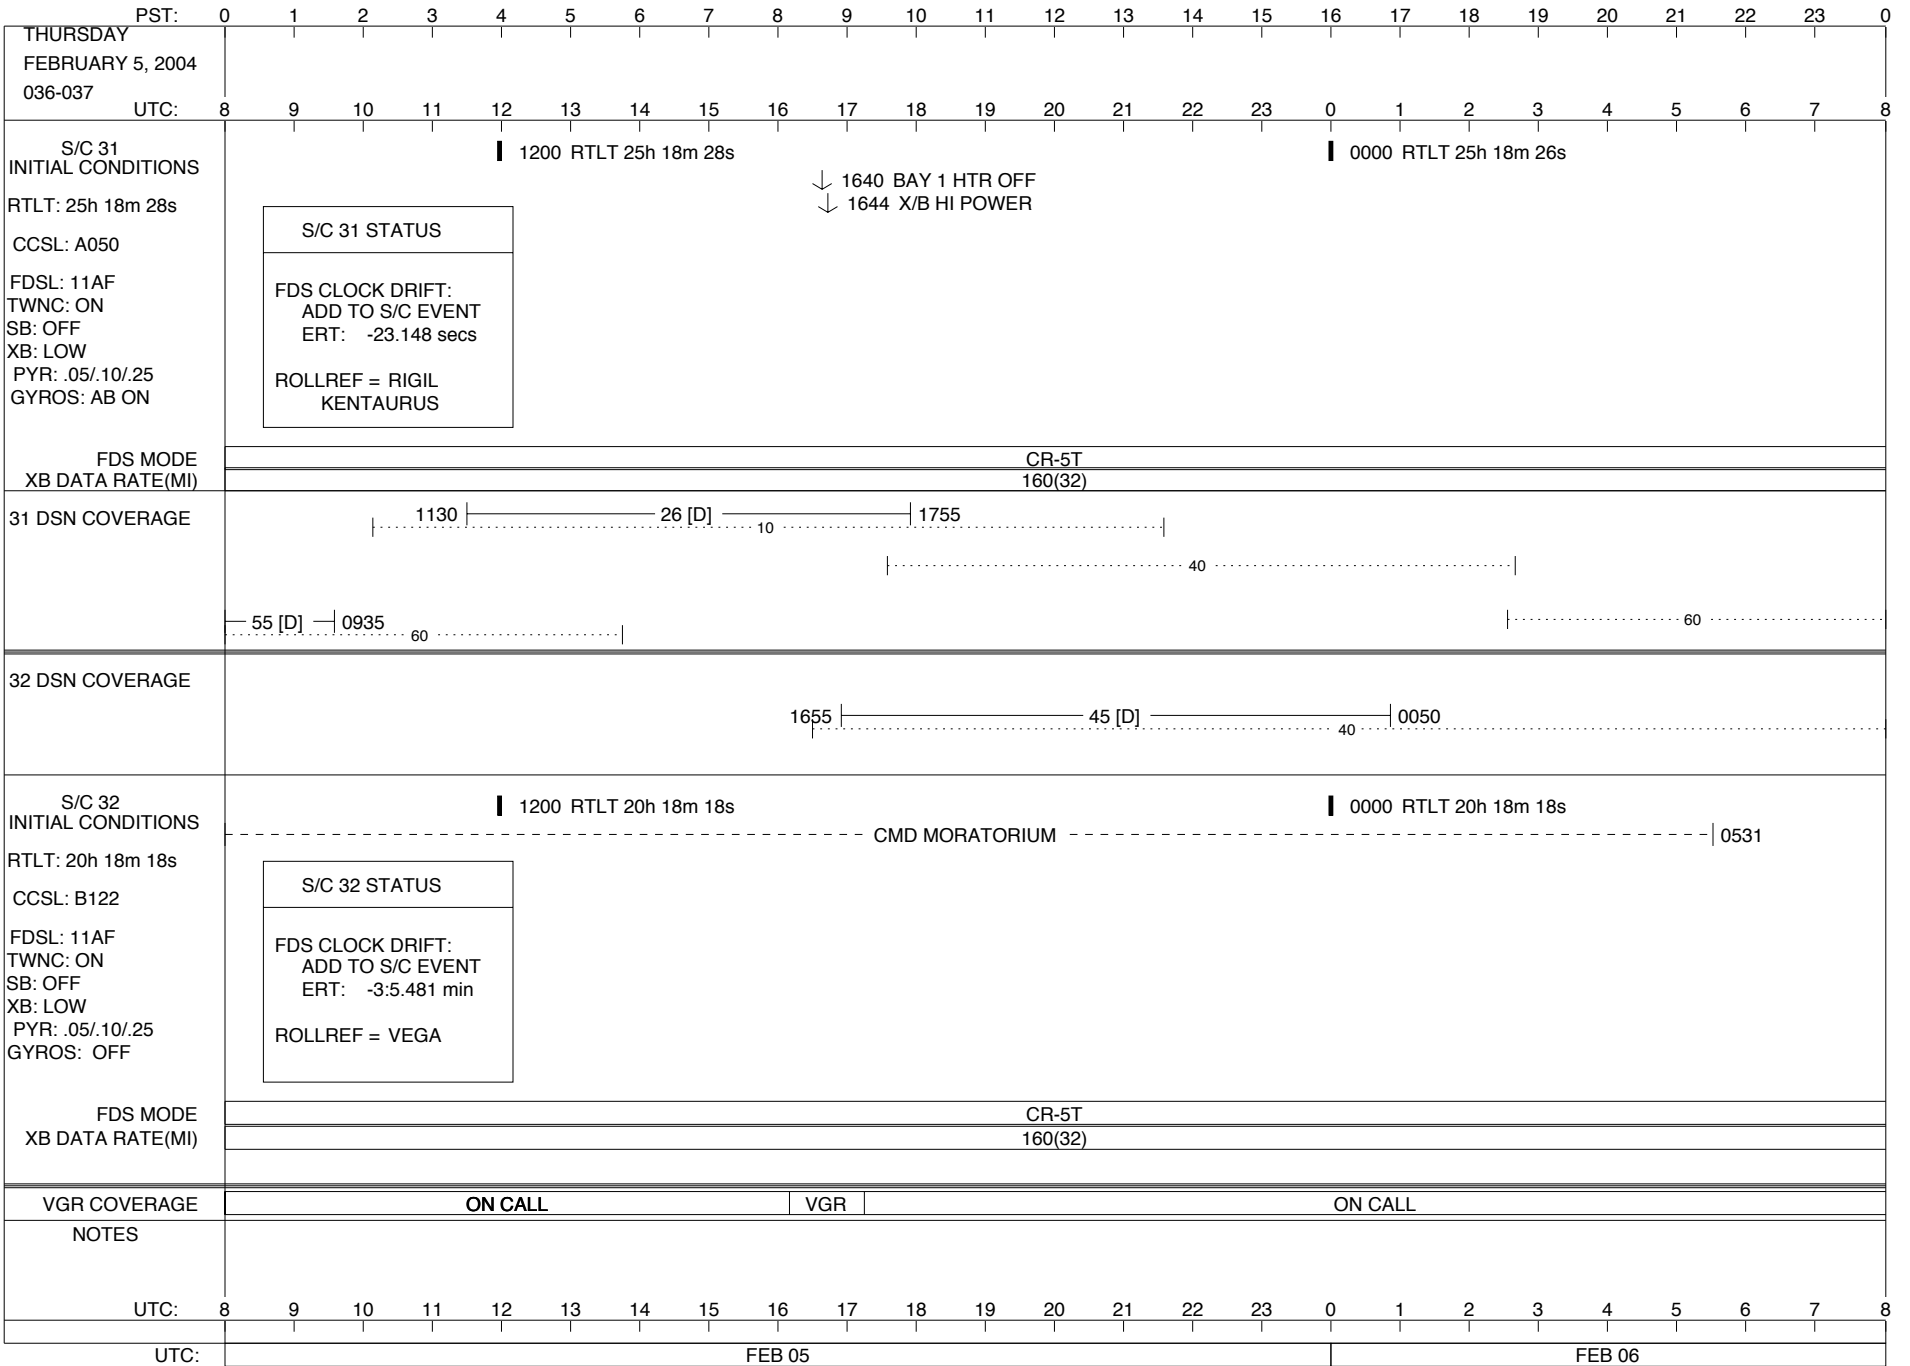 PST: 0 1 2 3 4 5 6 7 8 9 10 11 12 13 14 15 16 17 18 19 20 21 22 23 0
THURSDAY
FEBRUARY 5, 2004
036-037
UTC: 8 9 10 11 12 13 14 15 16 17 18 19 20 21 22 23 0 1 2 3 4 5 6 7 8
S/C 31
INITIAL CONDITIONS
RTLT: 25h 18m 28s
CCSL: A050
FDSL: 11AF
TWNC: ON
SB: OFF
XB: LOW
PYR: .05/.10/.25
GYROS: AB ON
1200 RTLT 25h 18m 28s
0000 RTLT 25h 18m 26s
1640 BAY 1 HTR OFF
1644 X/B HI POWER
S/C 31 STATUS
FDS CLOCK DRIFT:
ADD TO S/C EVENT
ERT: -23.148 secs
ROLLREF = RIGIL
KENTAURUS
FDS MODE CR-5T
XB DATA RATE(MI) 160(32)
31 DSN COVERAGE
1130 26 [D] 1755
10
40
55 [D] 0935
60
60
32 DSN COVERAGE
1655 45 [D] 0050
40
S/C 32
INITIAL CONDITIONS
RTLT: 20h 18m 18s
CCSL: B122
FDSL: 11AF
TWNC: ON
SB: OFF
XB: LOW
PYR: .05/.10/.25
GYROS: OFF
1200 RTLT 20h 18m 18s
0000 RTLT 20h 18m 18s
CMD MORATORIUM 0531
S/C 32 STATUS
FDS CLOCK DRIFT:
ADD TO S/C EVENT
ERT: -3:5.481 min
ROLLREF = VEGA
FDS MODE CR-5T
XB DATA RATE(MI) 160(32)
VGR COVERAGE ON CALL VGR ON CALL
NOTES
UTC: 8 9 10 11 12 13 14 15 16 17 18 19 20 21 22 23 0 1 2 3 4 5 6 7 8
UTC: FEB 05 FEB 06